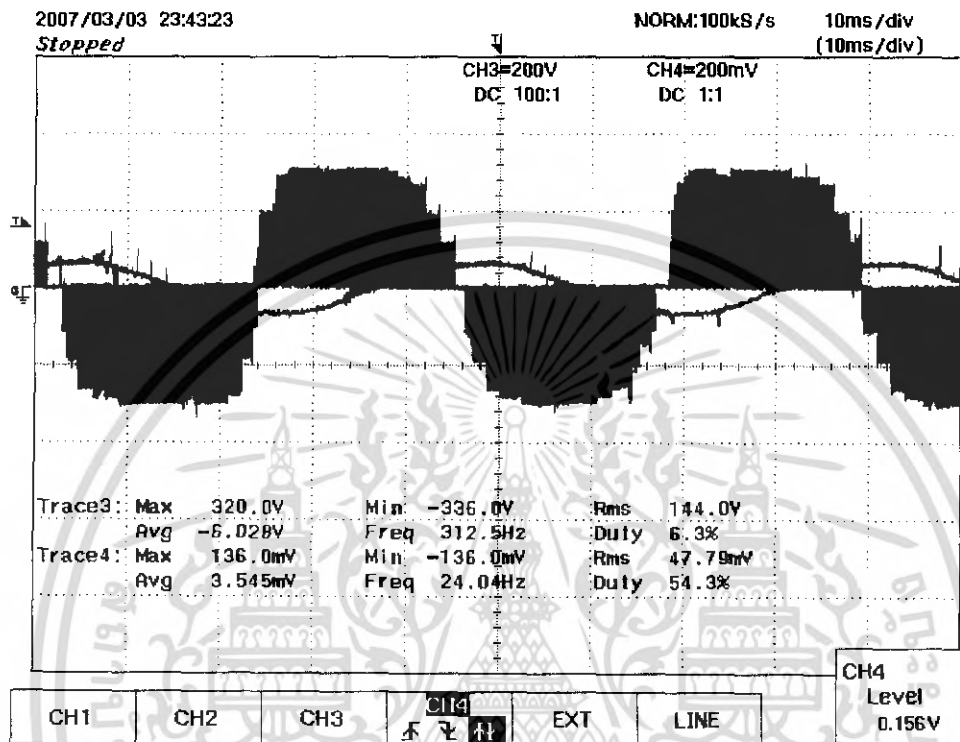 2007/03/03 23:43:23 NORM:100kS/s 10ms/div
Stopped (10ms/div)
CH3=200V CH4=200mV
DC 100:1 DC 1:1
Trace3: Max 320.0V Min -336.0V Rms 144.0V
Avg -6.028V Freq 312.5Hz Duty 6.3%
Trace4: Max 136.0mV Min -136.0mV Rms 47.79mV
Avg 3.545mV Freq 24.04Hz Duty 54.3%
CH1 CH2 CH3 CH4 EXT LINE
CH4
Level
0.156V